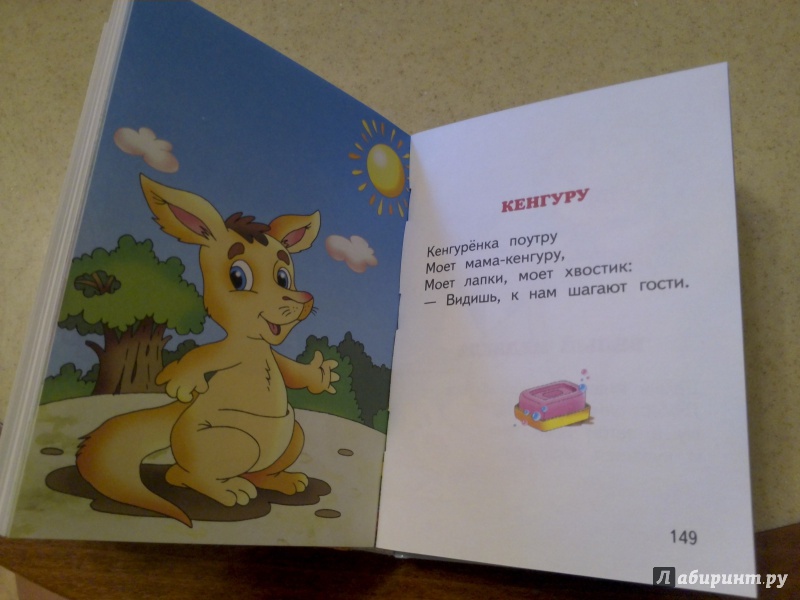 КЕНГУРУ
Кенгурёнка поутру
Моет мама-кенгуру,
Моет лапки, моет хвостик:
— Видишь, к нам шагают гости.
149
Лабиринт.ру